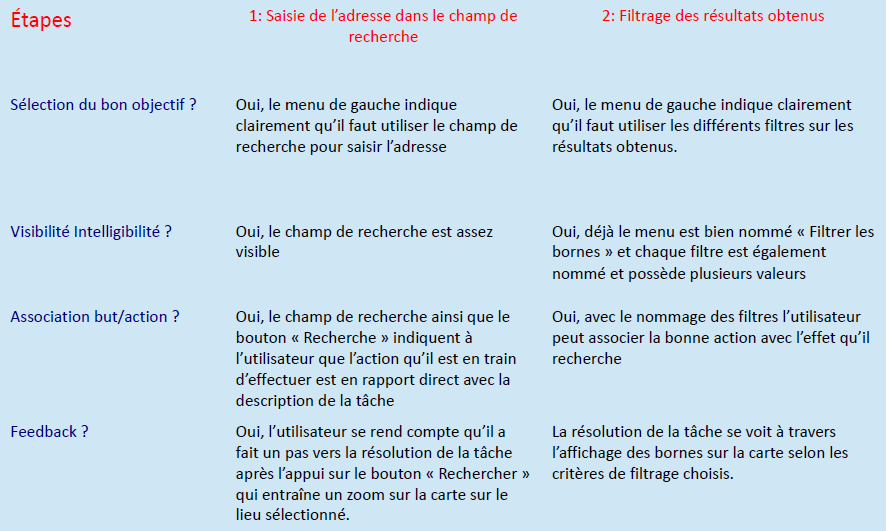 Étapes
1: Saisie de l’adresse dans le champ de
recherche
2: Filtrage des résultats obtenus
Sélection du bon objectif ?
Oui, le menu de gauche indique
clairement qu’il faut utiliser le champ de
recherche pour saisir l’adresse
Oui, le menu de gauche indique clairement
qu’il faut utiliser les différents filtres sur les
résultats obtenus.
Visibilité Intelligibilité ?
Oui, le champ de recherche est assez
visible
Oui, déjà le menu est bien nommé « Filtrer les
bornes » et chaque filtre est également
nommé et possède plusieurs valeurs
Association but/action ?
Oui, le champ de recherche ainsi que le
bouton « Recherche » indiquent à
l’utilisateur que l’action qu’il est en train
d’effectuer est en rapport direct avec la
description de la tâche
Oui, avec le nommage des filtres l’utilisateur
peut associer la bonne action avec l’effet qu’il
recherche
Feedback ?
Oui, l’utilisateur se rend compte qu’il a
fait un pas vers la résolution de la tâche
après l’appui sur le bouton « Rechercher »
qui entraîne un zoom sur la carte sur le
lieu sélectionné.
La résolution de la tâche se voit à travers
l’affichage des bornes sur la carte selon les
critères de filtrage choisis.